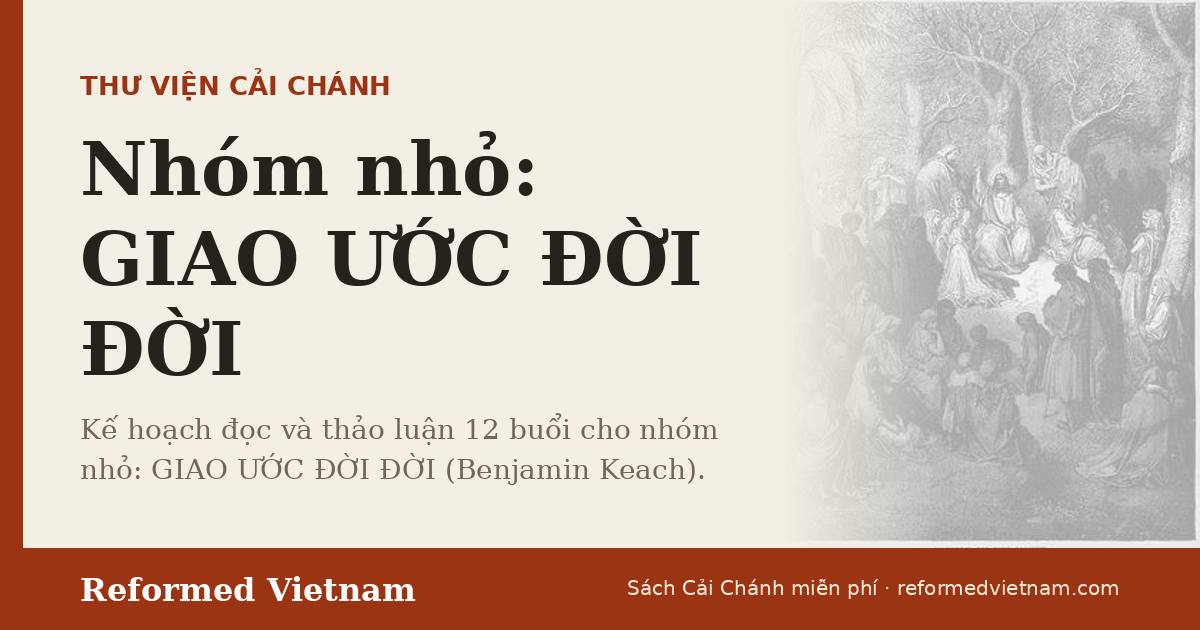 THƯ VIỆN CẢI CHÁNH
Nhóm nhỏ:
GIAO ƯỚC ĐỜI
ĐỜI
Kế hoạch đọc và thảo luận 12 buổi cho nhóm
nhỏ: GIAO ƯỚC ĐỜI ĐỜI (Benjamin Keach).
Reformed Vietnam
Sách Cải Chánh miễn phí · reformedvietnam.com